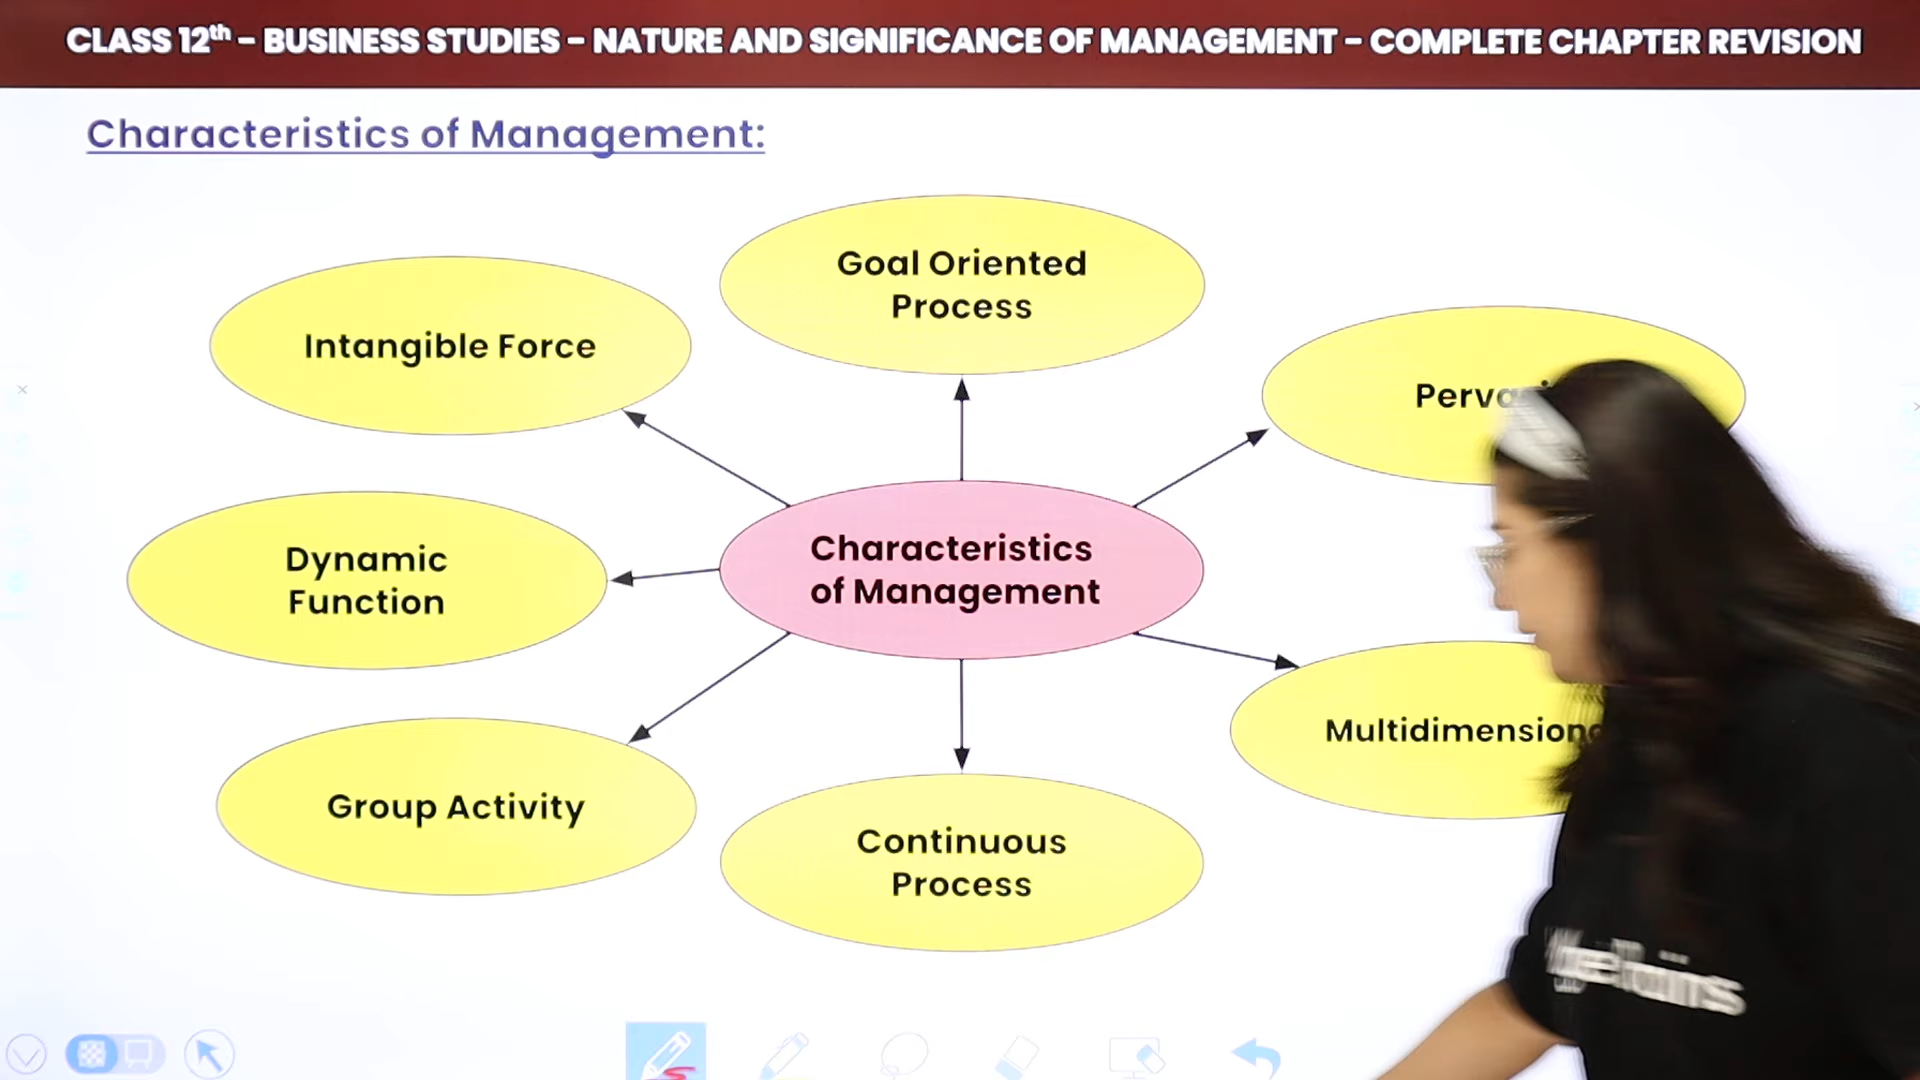 CLASS 12th – BUSINESS STUDIES – NATURE AND SIGNIFICANCE OF MANAGEMENT – COMPLETE CHAPTER REVISION
Characteristics of Management:
Goal Oriented
Process
Intangible Force
Dynamic
Function
Characteristics
of Management
Group Activity
Continuous
Process